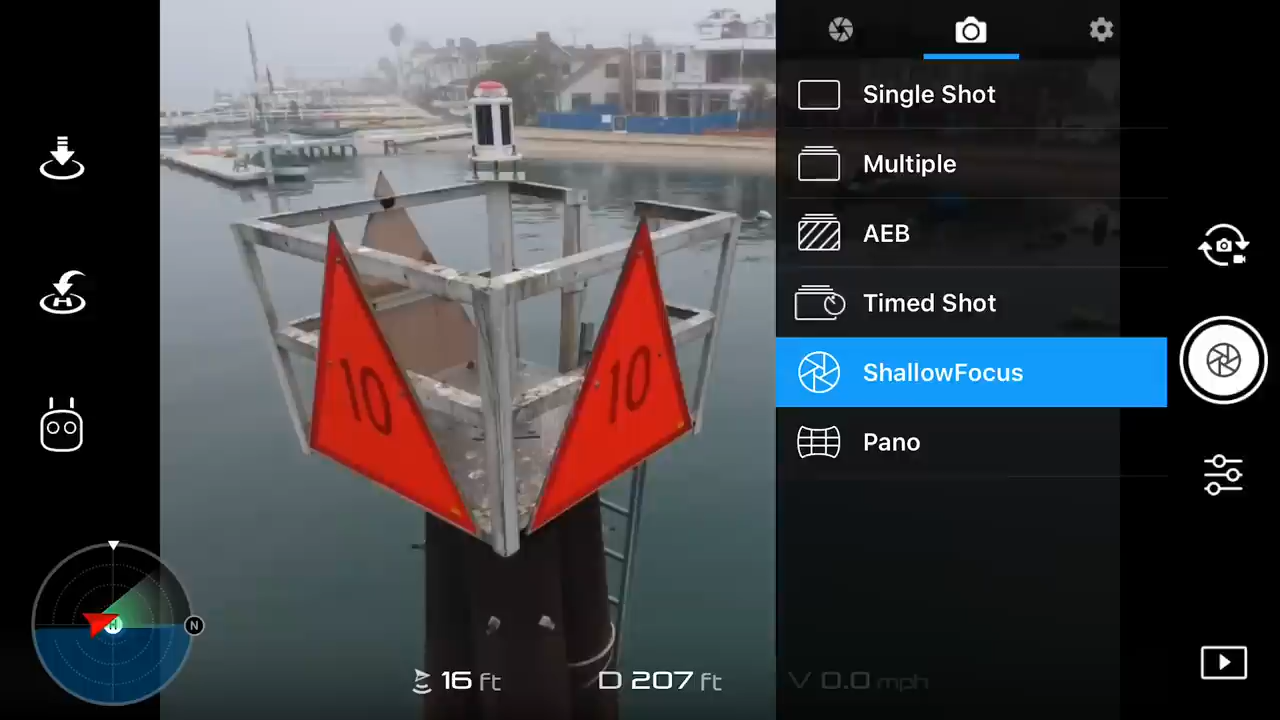 Single Shot
Multiple
AEB
Timed Shot
ShallowFocus
Pano
10
10
H
N
16 ft
D 207 ft
V 0.0 mph